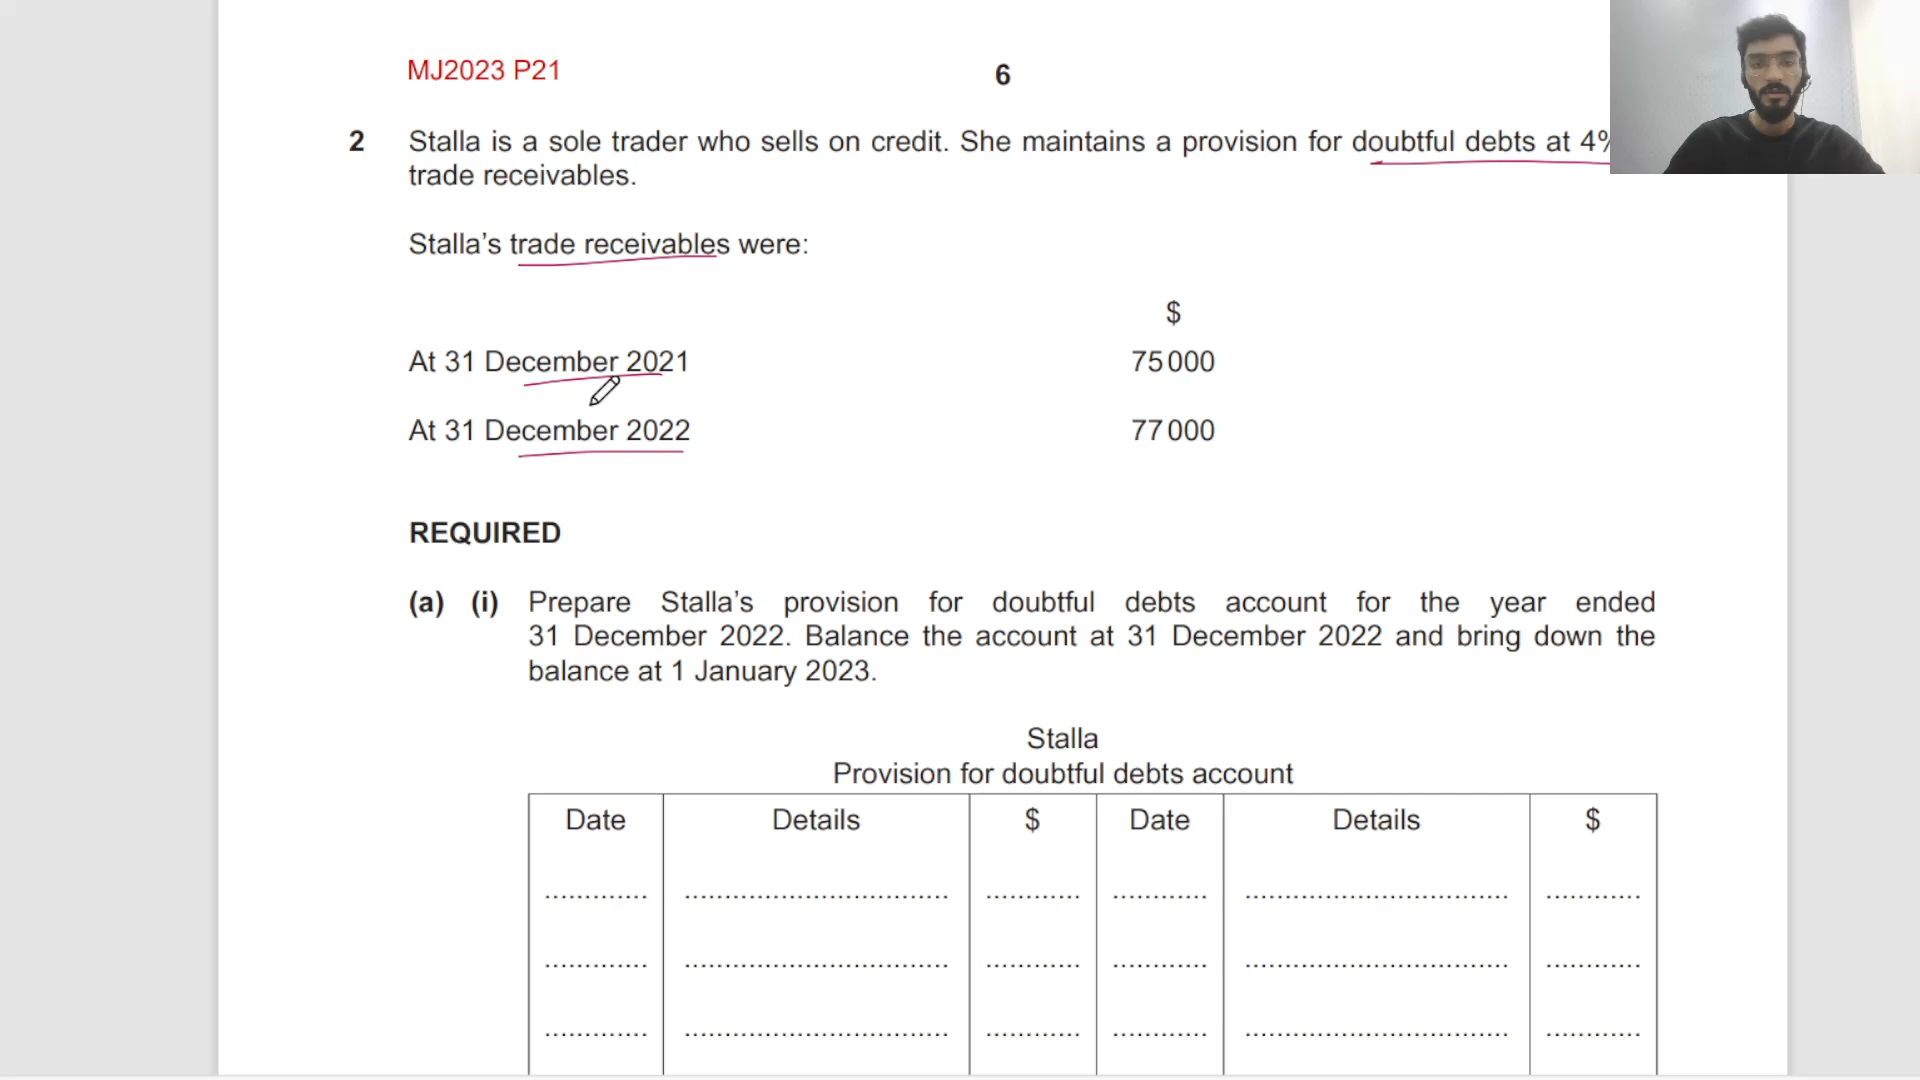 MJ2023 P21
6
2 Stalla is a sole trader who sells on credit. She maintains a provision for doubtful debts at 4%
trade receivables.
Stalla’s trade receivables were:
$
At 31 December 2021 75000
At 31 December 2022 77000
REQUIRED
(a) (i) Prepare Stalla’s provision for doubtful debts account for the year ended
31 December 2022. Balance the account at 31 December 2022 and bring down the
balance at 1 January 2023.
Stalla
Provision for doubtful debts account
Date Details $ Date Details $